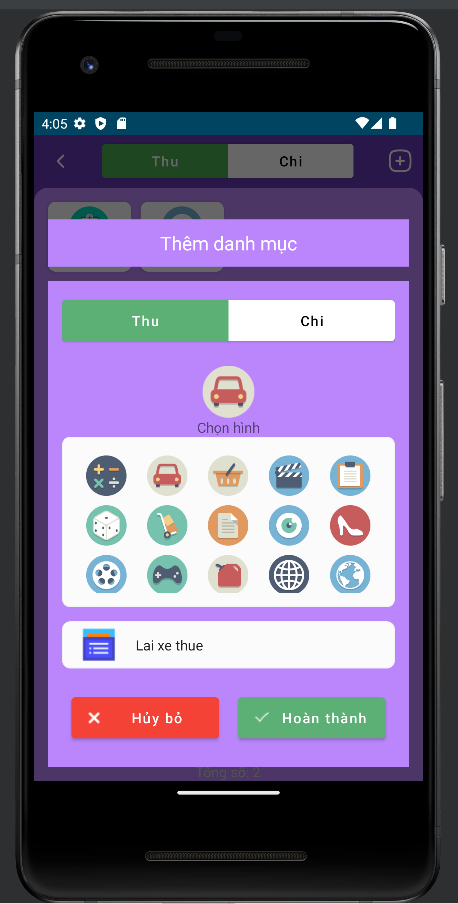 4:05
Thu Chi
Thêm danh mục
Thu Chi
Chọn hình
Lai xe thue
Hủy bỏ Hoàn thành
Tổng số: 2